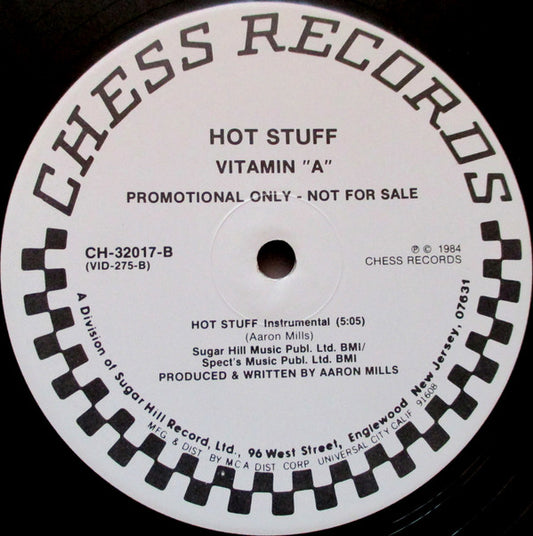 CHESS RECORDS
HOT STUFF
VITAMIN "A"
PROMOTIONAL ONLY - NOT FOR SALE
CH-32017-B
(VID-275-B)
℗ © 1984
CHESS RECORDS
HOT STUFF Instrumental (5:05)
(Aaron Mills)
Sugar Hill Music Publ. Ltd. BMI/
Spect's Music Publ. Ltd. BMI
PRODUCED & WRITTEN BY AARON MILLS
A Division of Sugar Hill Record, Ltd., 96 West Street, Englewood New Jersey, 07631
MFG & DIST BY MCA DIST CORP UNIVERSAL CITY CALIF 91608